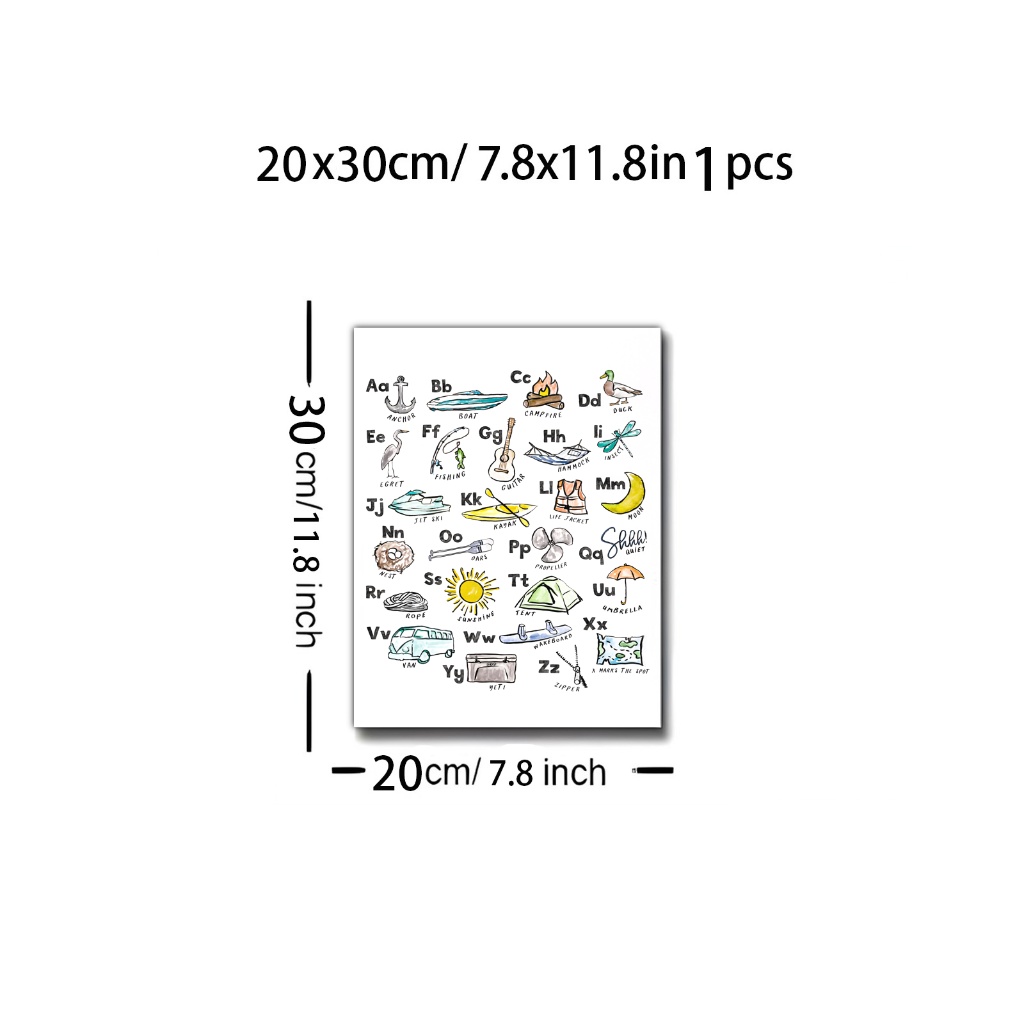 20x30cm/ 7.8x11.8in 1 pcs
30cm/11.8 inch
Aa ANCHOR
Bb BOAT
Cc CAMPFIRE
Dd DUCK
Ee EGRET
Ff FISHING
Gg GUITAR
Hh HAMMOCK
Ii INSECT
Jj JET SKI
Kk KAYAK
Ll LIFE JACKET
Mm MOON
Nn NEST
Oo OARS
Pp PROPELLER
Qq Shhh! QUIET
Rr ROPE
Ss SUNSHINE
Tt TENT
Uu UMBRELLA
Vv VAN
Ww WAKEBOARD
Xx X MARKS THE SPOT
Yy YETI
Zz ZIPPER
20cm/ 7.8 inch